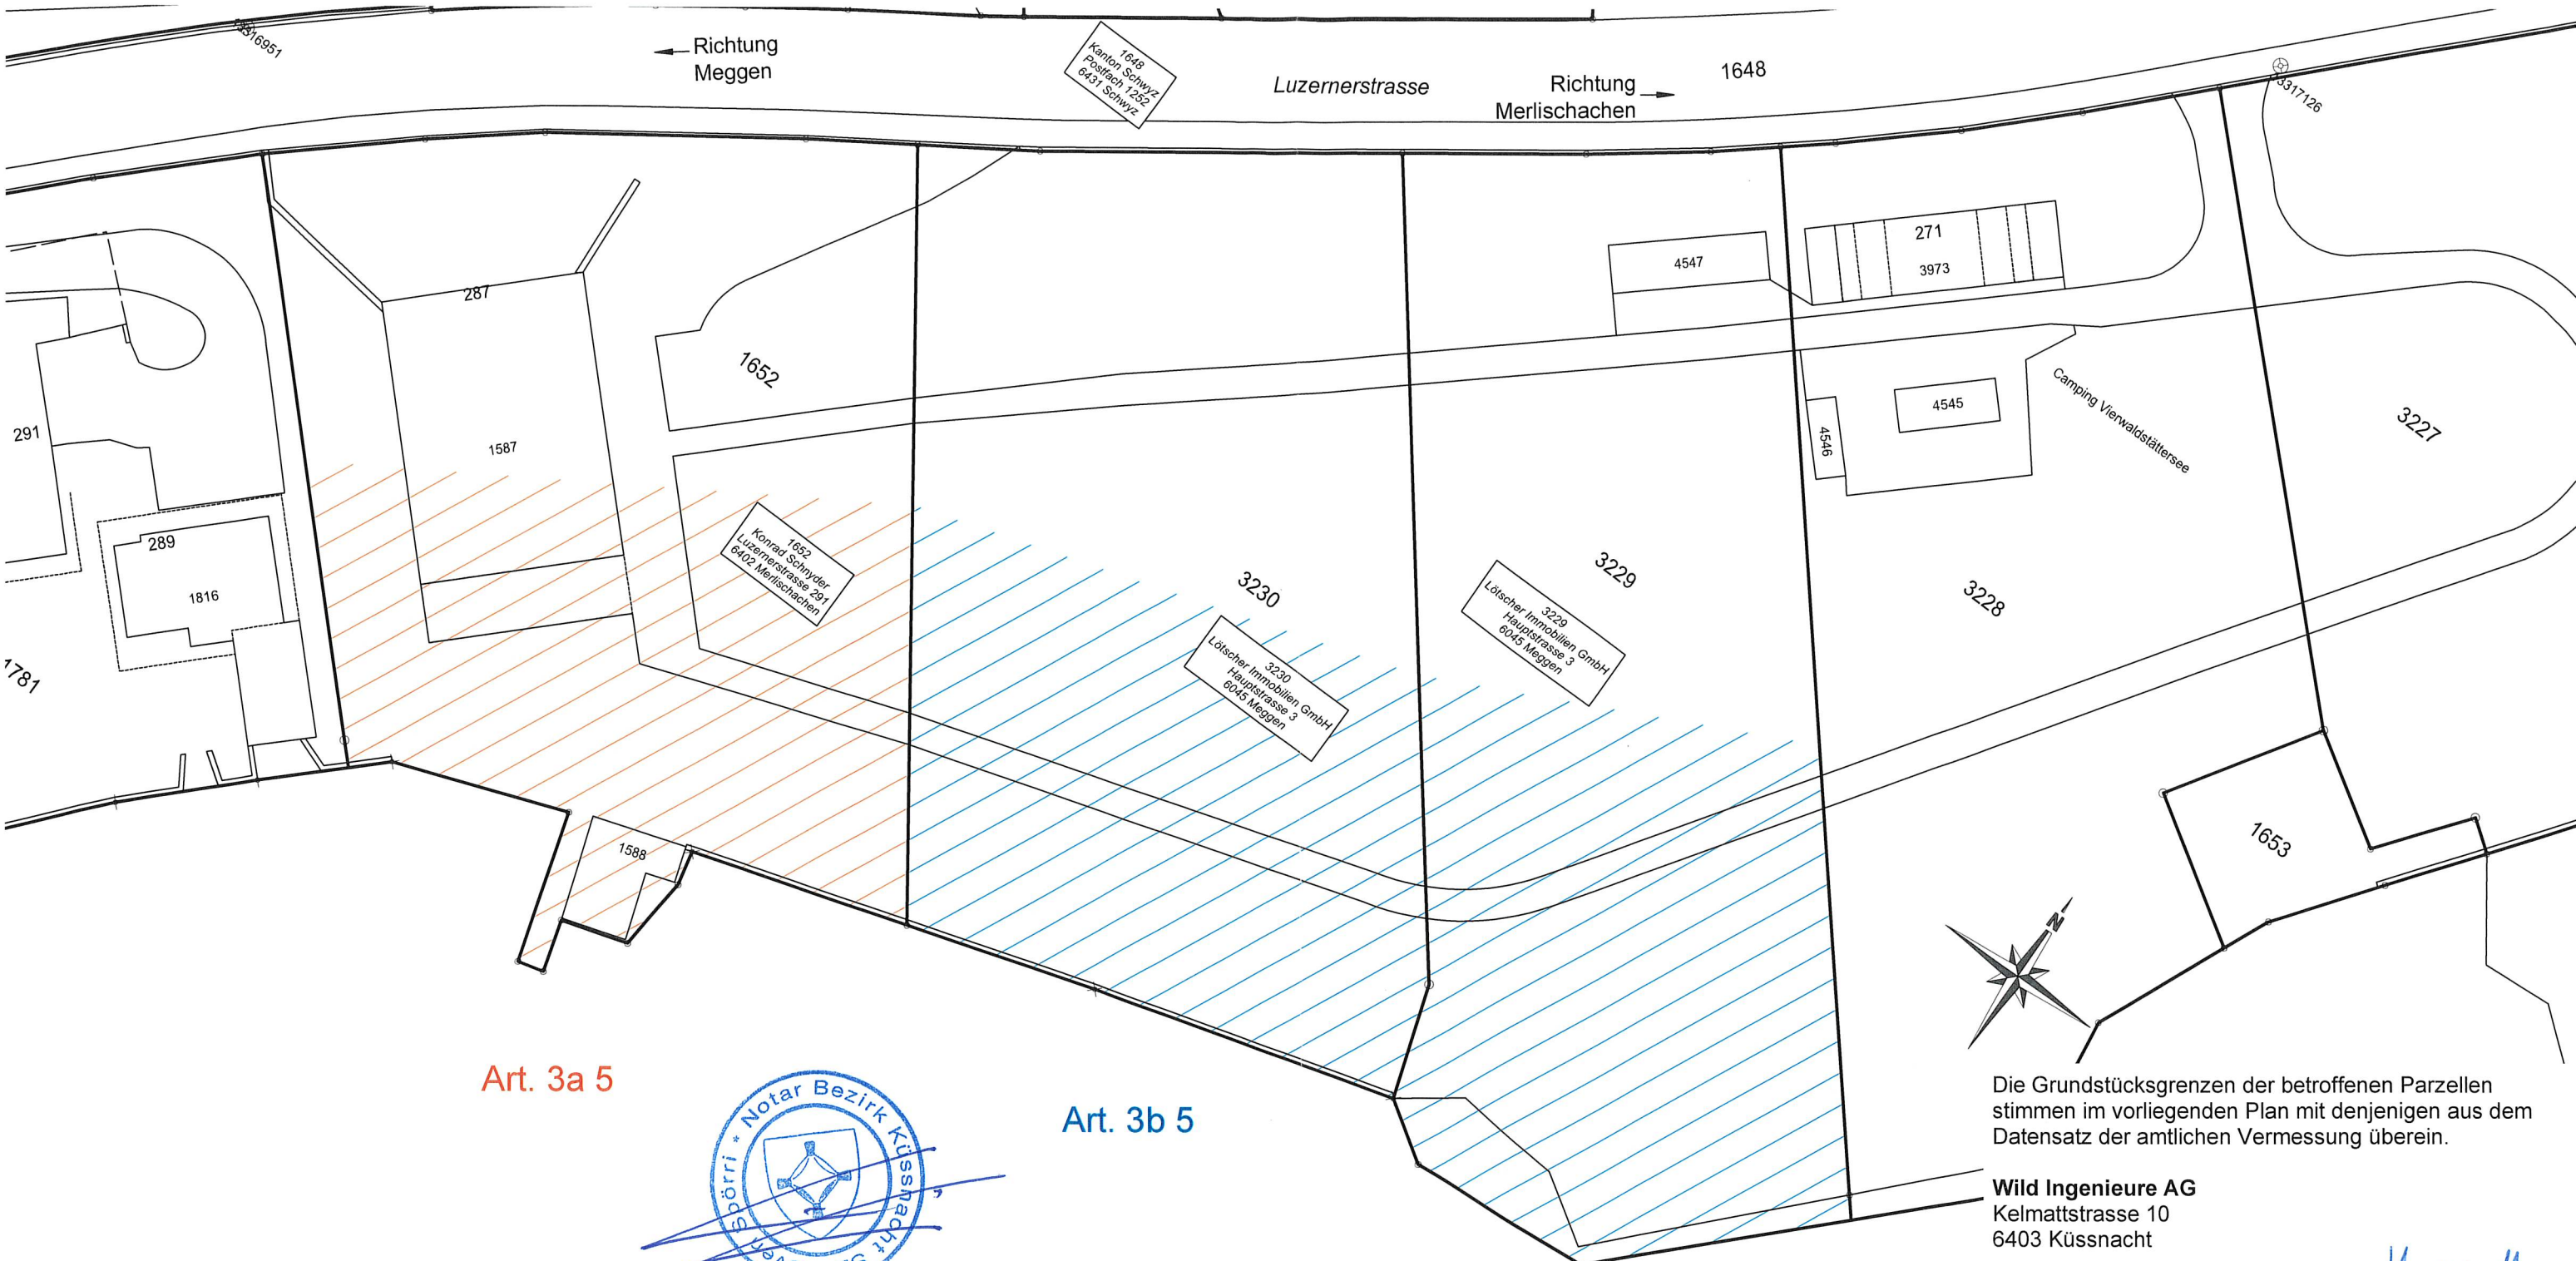 Richtung
Meggen
1648
Kanton Schwyz
Postfach 1252
6431 Schwyz
Luzernerstrasse
Richtung
Merlischachen
1648
3317126
287
1652
1587
291
289
1816
1781
1652
Konrad Schnyder
Luzernerstrasse 291
6402 Merlischachen
1588
3230
3230
Lötscher Immobilien GmbH
Hauptstrasse 3
6045 Meggen
3229
3229
Lötscher Immobilien GmbH
Hauptstrasse 3
6045 Meggen
4547
271
3973
4545
4546
Camping Vierwaldstättersee
3227
3228
1653
N
Art. 3a 5
Art. 3b 5
Spörri * Notar Bezirk Küssnacht
Die Grundstücksgrenzen der betroffenen Parzellen
stimmen im vorliegenden Plan mit denjenigen aus dem
Datensatz der amtlichen Vermessung überein.
Wild Ingenieure AG
Kelmattstrasse 10
6403 Küssnacht